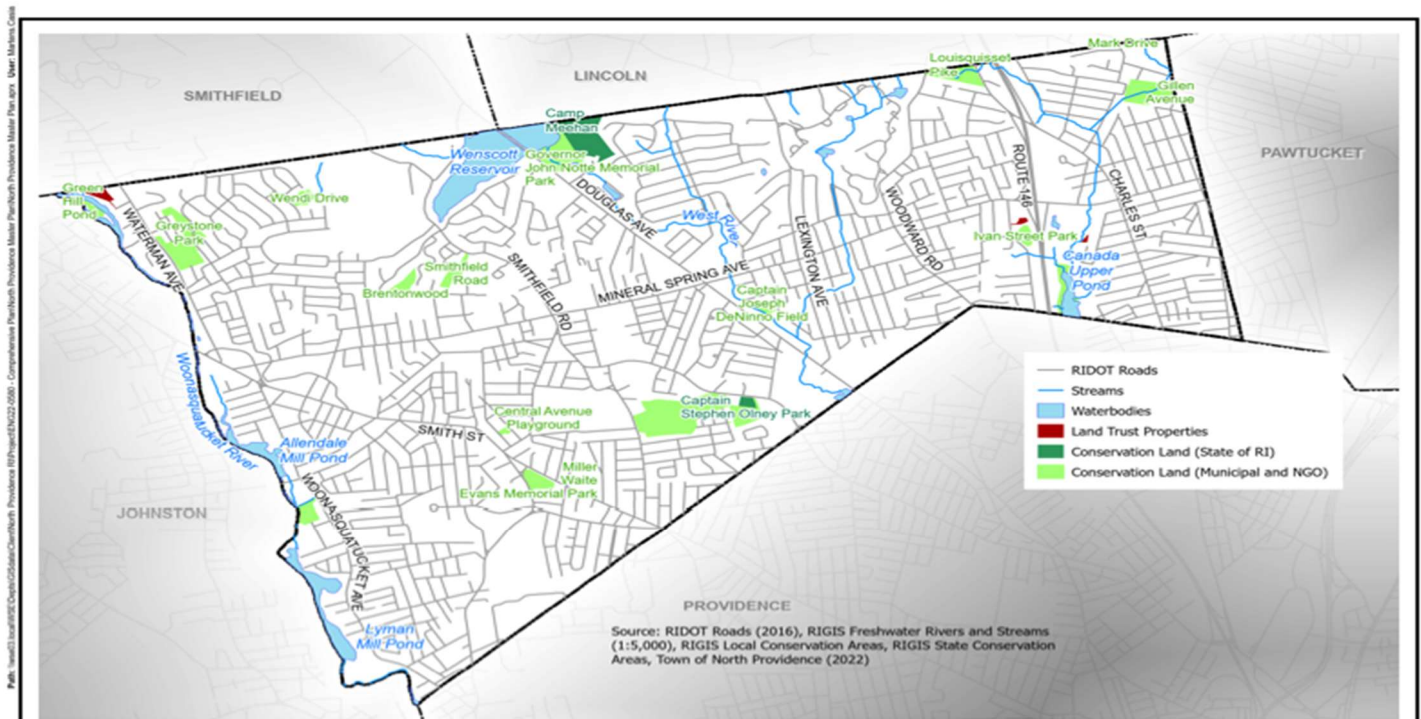 Mark Drive
Louisquisset
Pike
LINCOLN
SMITHFIELD
Gillen
Avenue
Camp
Meehan
PAWTUCKET
Wenscott
Reservoir
Governor
John Notte Memorial
Park
ROUTE 146
CHARLES ST
Green
Hill
Pond
Wendi Drive
DOUGLAS AVE
WOODWARD RD
WATERMAN AVE
Greystone
Park
West
River
LEXINGTON AVE
Ivan Street Park
Smithfield
Road
Brentonwood
SMITHFIELD RD
MINERAL SPRING AVE
Canada
Upper
Pond
Captain
Joseph
DeNinno Field
Woonasquatucket River
RIDOT Roads
Streams
Waterbodies
Land Trust Properties
Conservation Land (State of RI)
Conservation Land (Municipal and NGO)
Captain
Stephen Olney Park
Central Avenue
Playground
SMITH ST
Allendale
Mill Pond
Miller
Waite
Evans Memorial Park
WOONASQUATUCKET AVE
JOHNSTON
PROVIDENCE
Lyman
Mill Pond
Source: RIDOT Roads (2016), RIGIS Freshwater Rivers and Streams
(1:5,000), RIGIS Local Conservation Areas, RIGIS State Conservation
Areas, Town of North Providence (2022)